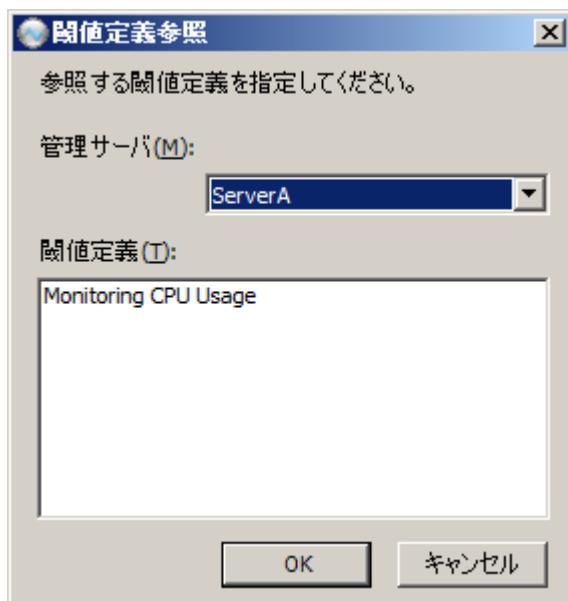 閾値定義参照
参照する閾値定義を指定してください。
管理サーバ(M):
ServerA
閾値定義(T):
Monitoring CPU Usage
OK
キャンセル